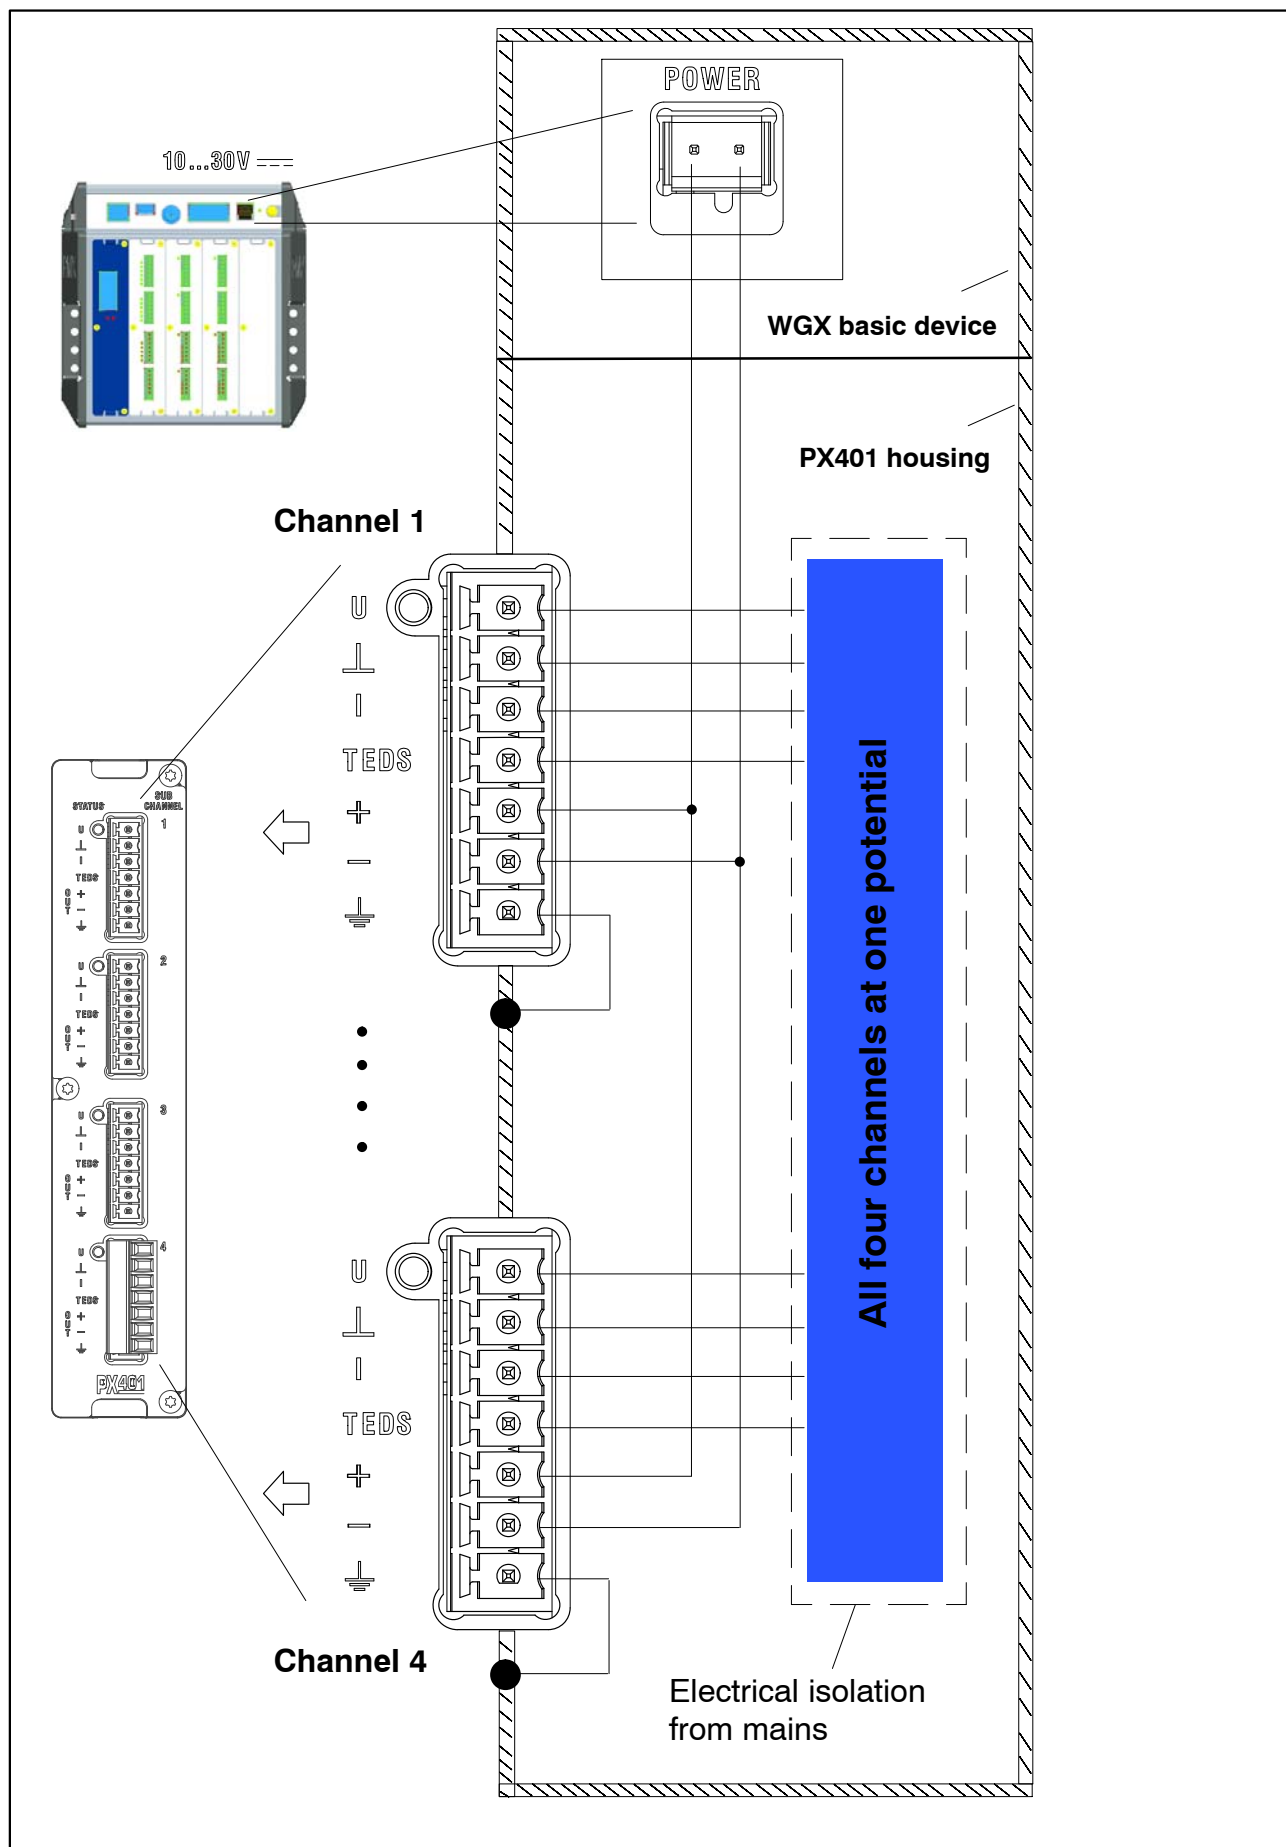 POWER
10...30V
WGX basic device
PX401 housing
Channel 1
U
I
TEDS
+
−
All four channels at one potential
STATUS
SUB
CHANNEL
1
U
I
TEDS
OUT
+
−
2
U
I
TEDS
OUT
+
−
3
U
I
TEDS
OUT
+
−
4
U
I
TEDS
OUT
+
−
PX401
U
I
TEDS
+
−
Channel 4
Electrical isolation
from mains